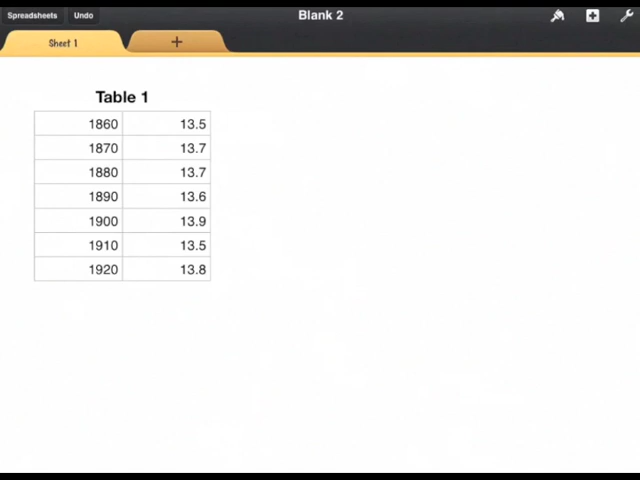 Spreadsheets Undo Blank 2
Sheet 1 +
Table 1
1860 13.5
1870 13.7
1880 13.7
1890 13.6
1900 13.9
1910 13.5
1920 13.8